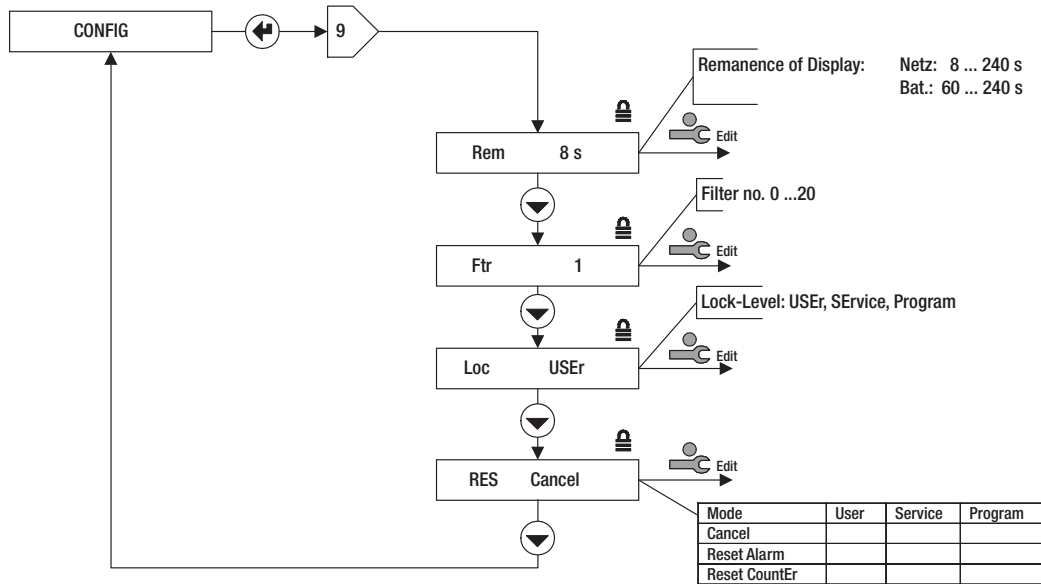 CONFIG
9
Remanence of Display: Netz: 8 ... 240 s
Bat.: 60 ... 240 s
Edit
Rem 8 s
Filter no. 0 ...20
Edit
Ftr 1
Lock-Level: USEr, SErvice, Program
Edit
Loc USEr
Edit
RES Cancel
Mode User Service Program
Cancel
Reset Alarm
Reset CountEr